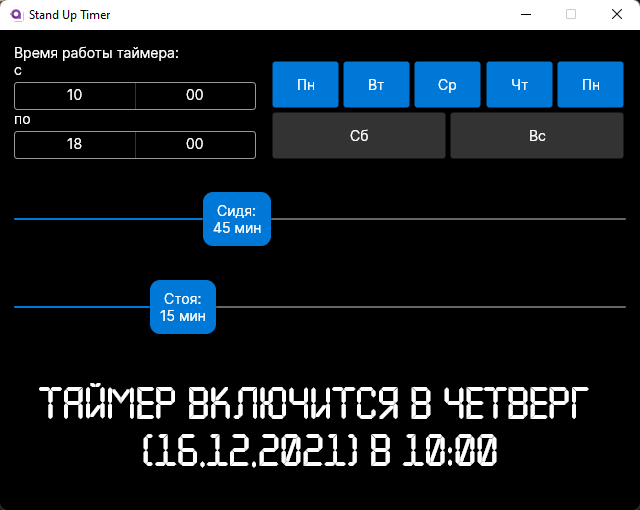 Stand Up Timer
Время работы таймера:
с
10 00
по
18 00
Пн Вт Ср Чт Пн
Сб Вс
Сидя:
45 мин
Стоя:
15 мин
ТАЙМЕР ВКЛЮЧИТСЯ В ЧЕТВЕРГ
(16.12.2021) В 10:00